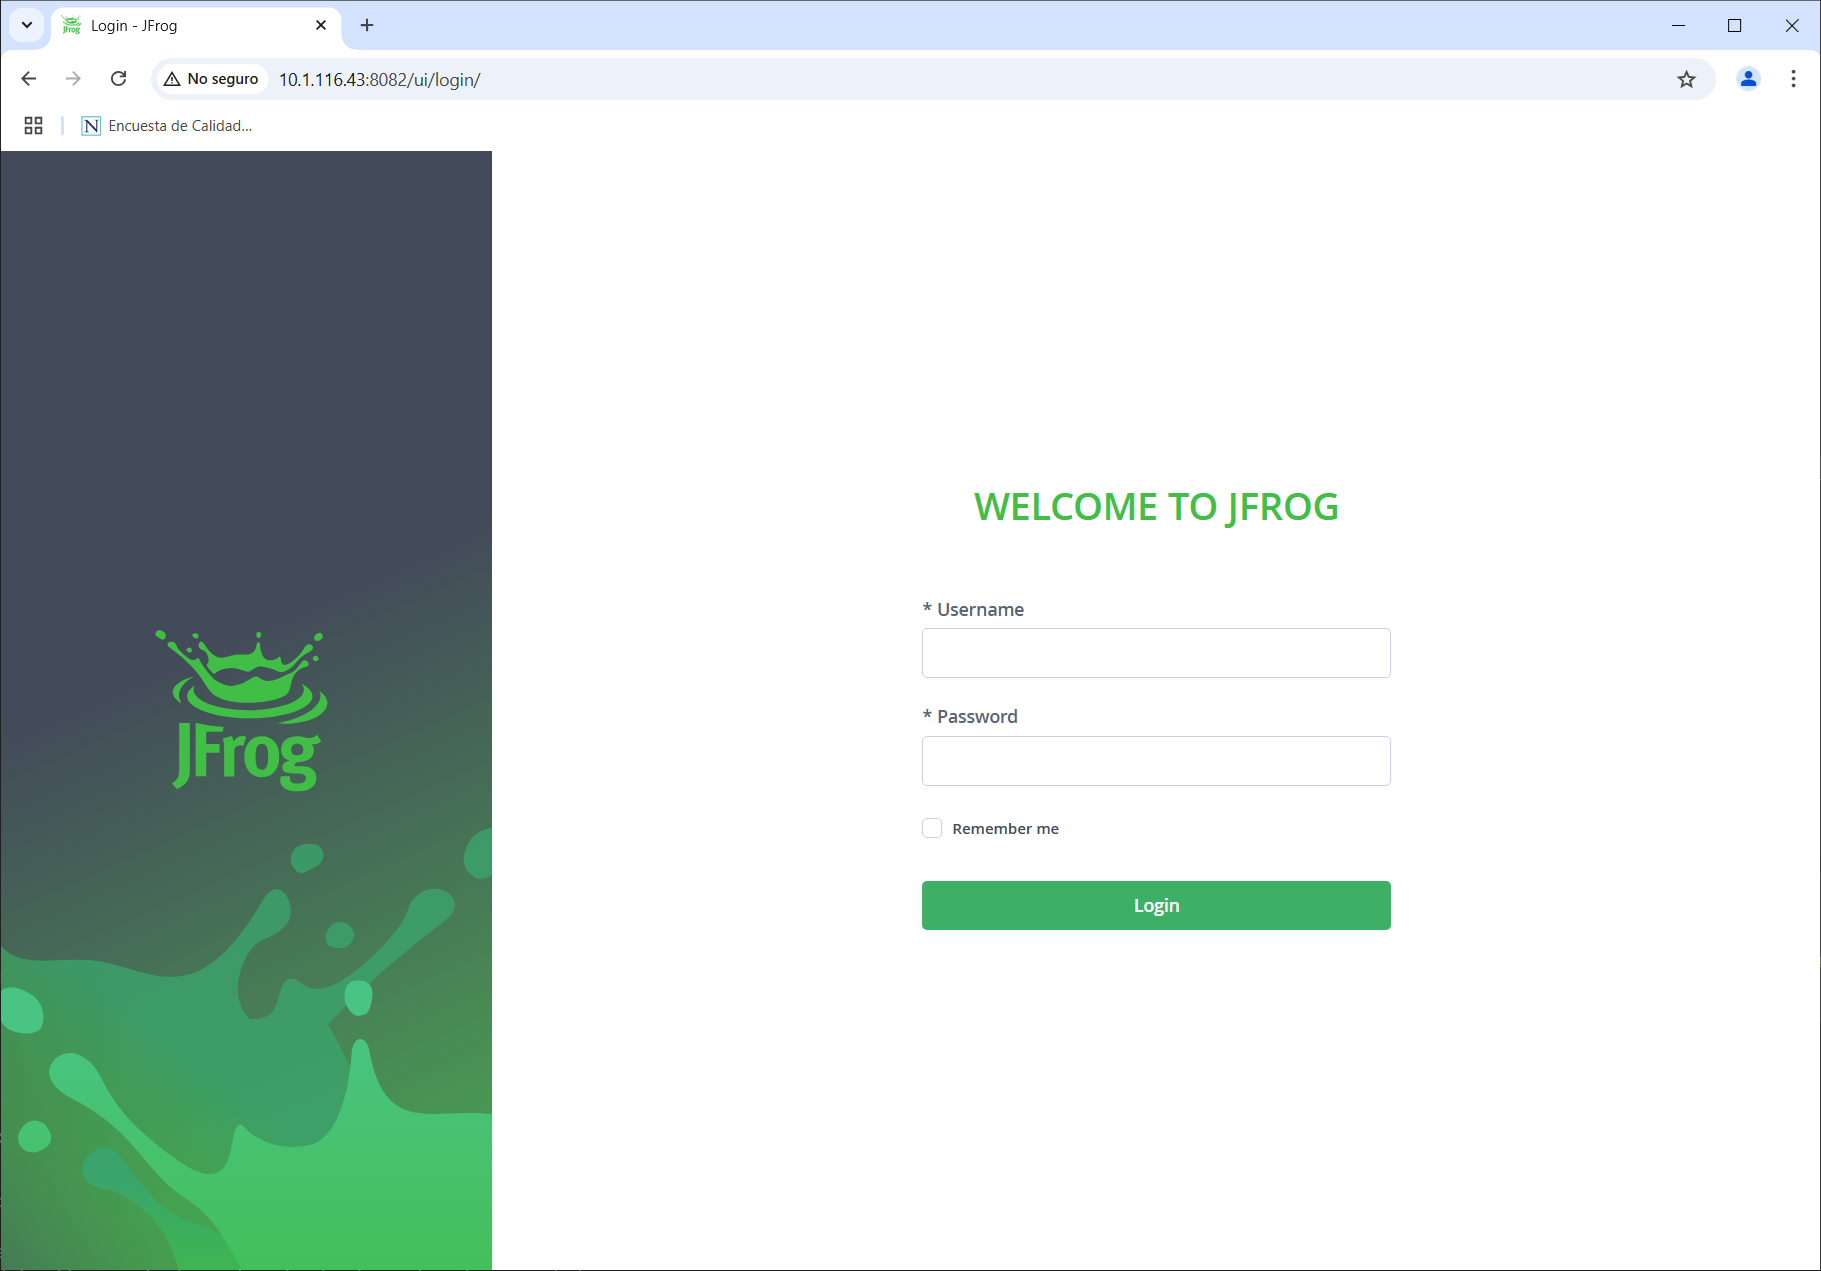 Login - JFrog
No seguro
10.1.116.43:8082/ui/login/
N
Encuesta de Calidad...
JFrog
WELCOME TO JFROG
* Username
* Password
Remember me
Login